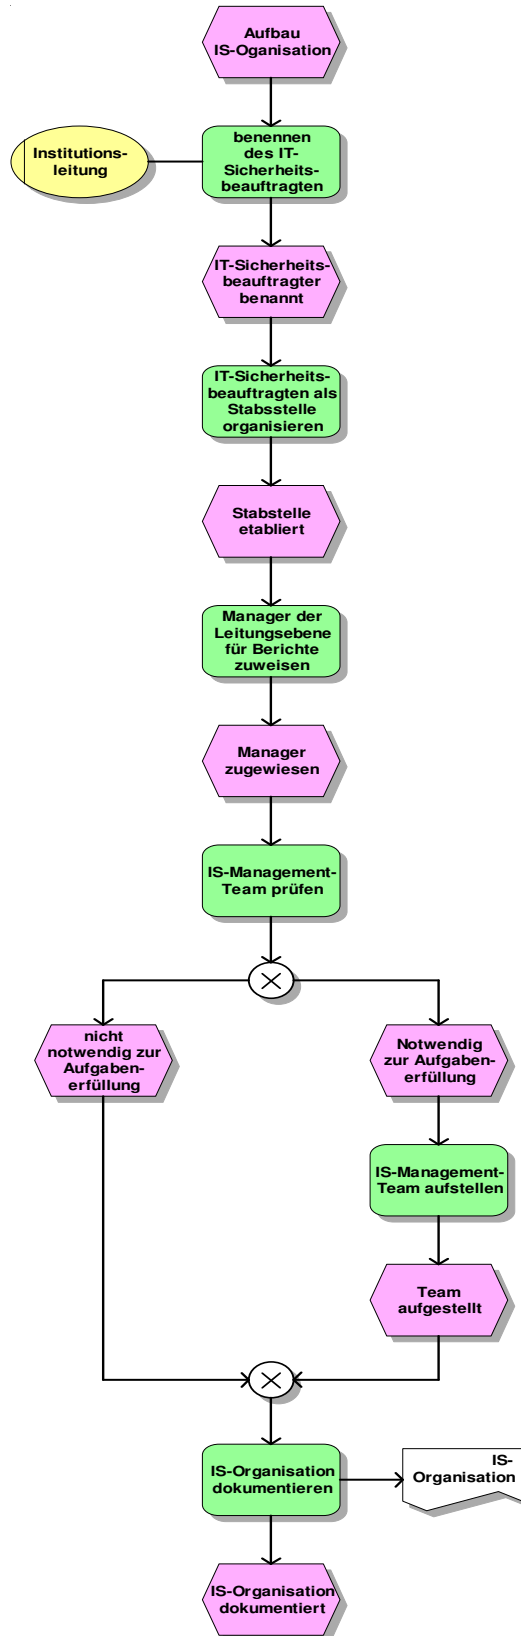 Aufbau
IS-Oganisation
Institutions-
leitung
benennen
des IT-
Sicherheits-
beauftragten
IT-Sicherheits-
beauftragter
benannt
IT-Sicherheits-
beauftragten als
Stabsstelle
organisieren
Stabstelle
etabliert
Manager der
Leitungsebene
für Berichte
zuweisen
Manager
zugewiesen
IS-Management-
Team prüfen
nicht
notwendig zur
Aufgaben-
erfüllung
Notwendig
zur Aufgaben-
erfüllung
IS-Management-
Team aufstellen
Team
aufgestellt
IS-Organisation
dokumentieren
IS-
Organisation
IS-Organisation
dokumentiert